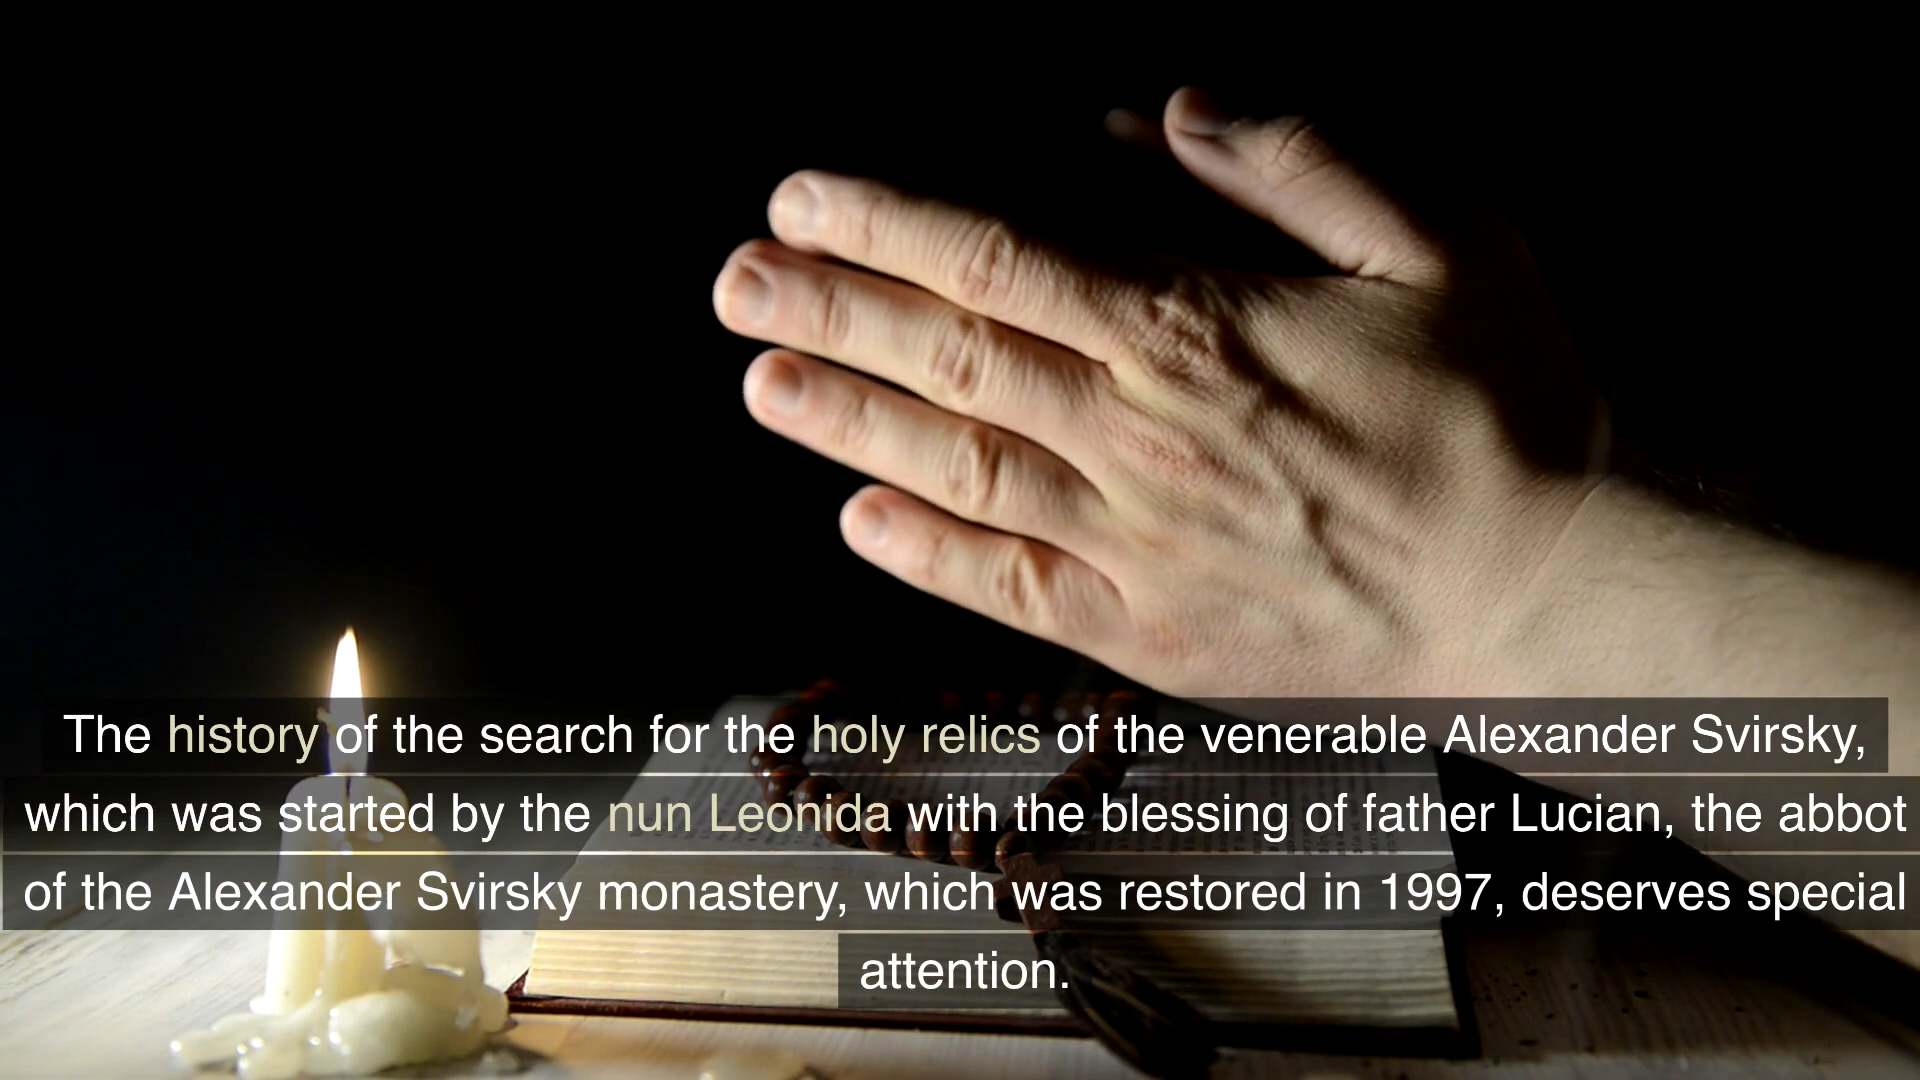 The history of the search for the holy relics of the venerable Alexander Svirsky,
which was started by the nun Leonida with the blessing of father Lucian, the abbot
of the Alexander Svirsky monastery, which was restored in 1997, deserves special
attention.